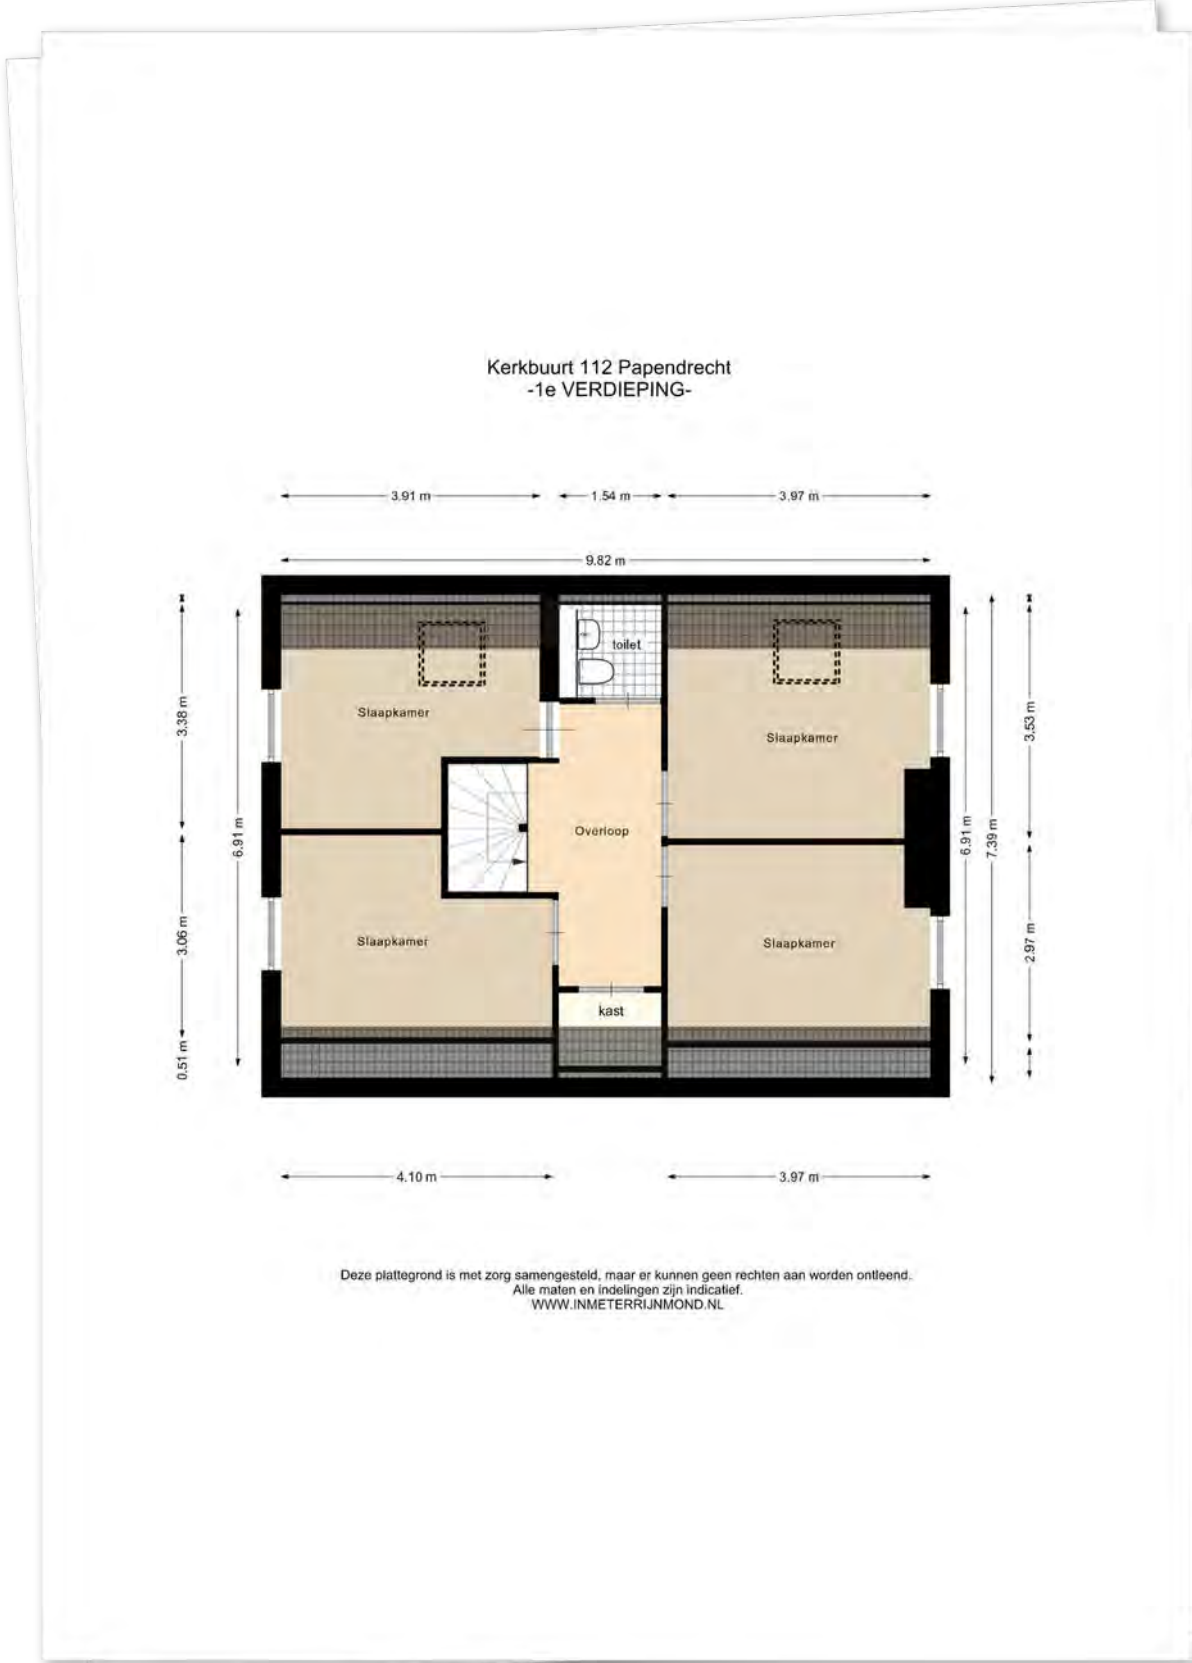 Kerkbuurt 112 Papendrecht
-1e VERDIEPING-
3.91 m
1.54 m
3.97 m
9.82 m
toilet
Slaapkamer
Slaapkamer
3.38 m
3.53 m
6.91 m
6.91 m
7.39 m
Overloop
Slaapkamer
Slaapkamer
3.06 m
2.97 m
kast
0.51 m
4.10 m
3.97 m
Deze plattegrond is met zorg samengesteld, maar er kunnen geen rechten aan worden ontleend.
Alle maten en indelingen zijn indicatief.
WWW.INMETERRIJNMOND.NL